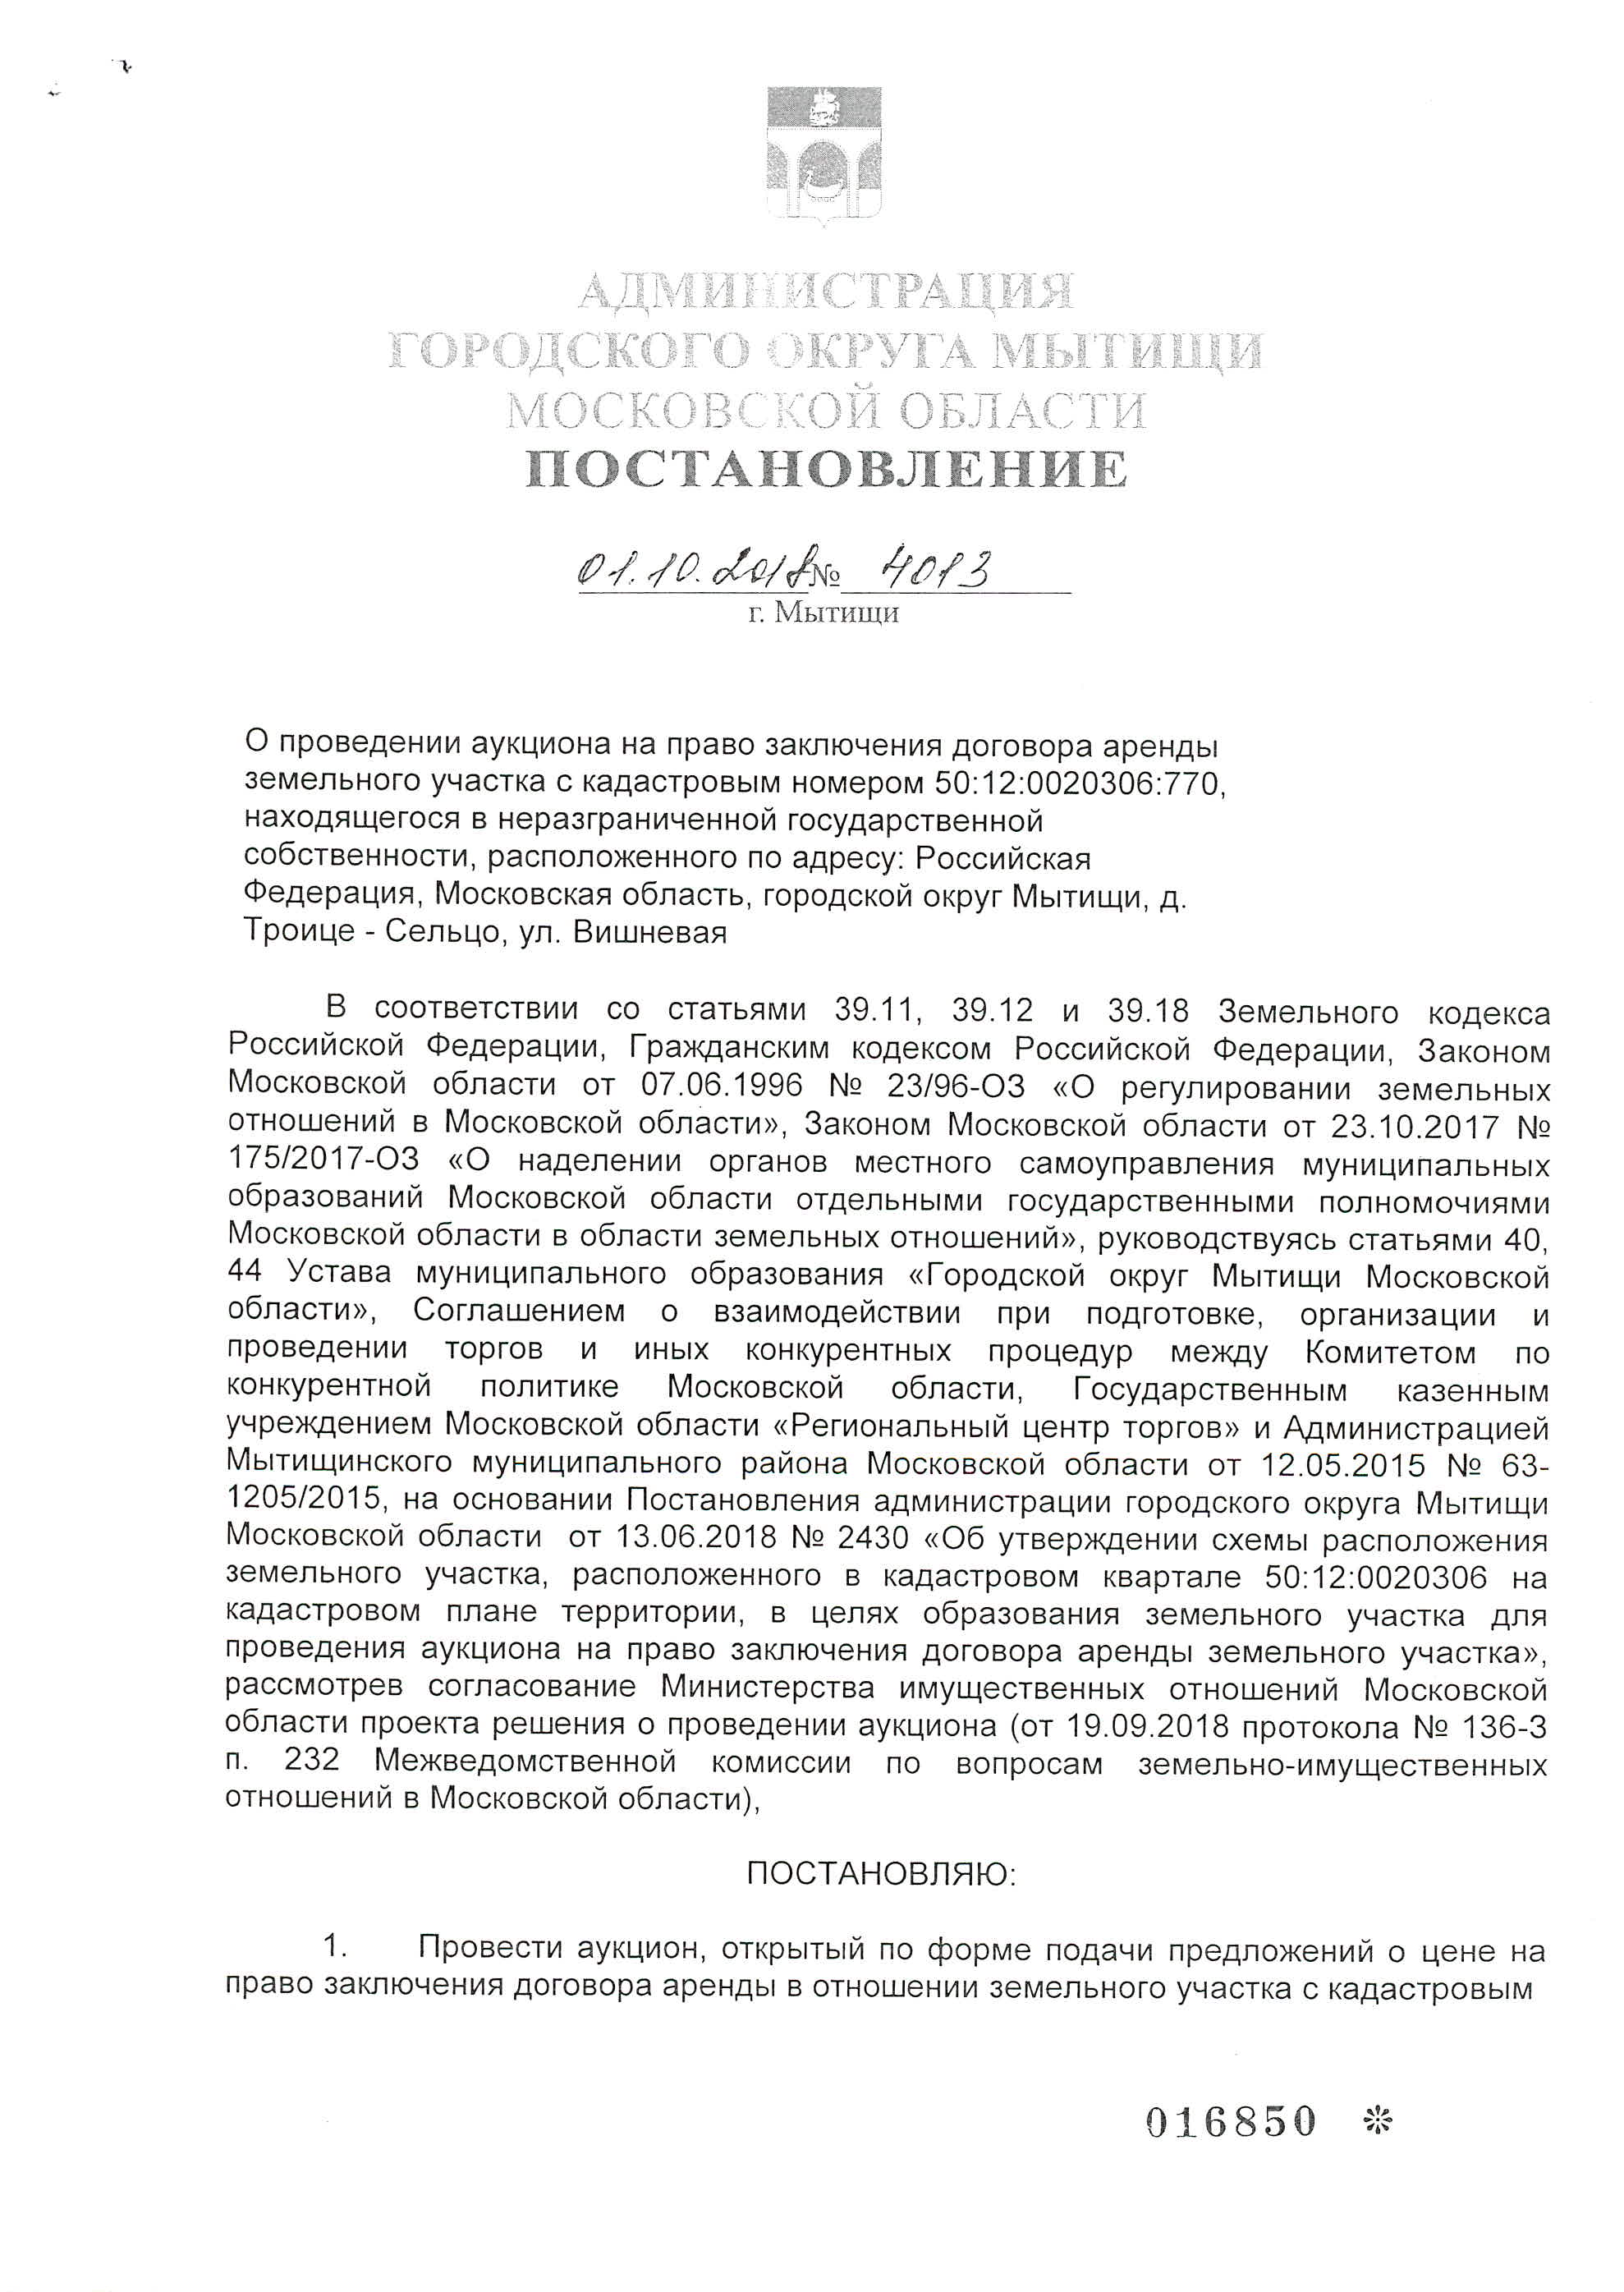 АДМИНИСТРАЦИЯ
ГОРОДСКОГО ОКРУГА МЫТИЩИ
МОСКОВСКОЙ ОБЛАСТИ
ПОСТАНОВЛЕНИЕ
01.10.2018 № 4013
г. Мытищи
О проведении аукциона на право заключения договора аренды
земельного участка с кадастровым номером 50:12:0020306:770,
находящегося в неразграниченной государственной
собственности, расположенного по адресу: Российская
Федерация, Московская область, городской округ Мытищи, д.
Троице - Сельцо, ул. Вишневая
В соответствии со статьями 39.11, 39.12 и 39.18 Земельного кодекса
Российской Федерации, Гражданским кодексом Российской Федерации, Законом
Московской области от 07.06.1996 № 23/96-ОЗ «О регулировании земельных
отношений в Московской области», Законом Московской области от 23.10.2017 №
175/2017-ОЗ «О наделении органов местного самоуправления муниципальных
образований Московской области отдельными государственными полномочиями
Московской области в области земельных отношений», руководствуясь статьями 40,
44 Устава муниципального образования «Городской округ Мытищи Московской
области», Соглашением о взаимодействии при подготовке, организации и
проведении торгов и иных конкурентных процедур между Комитетом по
конкурентной политике Московской области, Государственным казенным
учреждением Московской области «Региональный центр торгов» и Администрацией
Мытищинского муниципального района Московской области от 12.05.2015 № 63-
1205/2015, на основании Постановления администрации городского округа Мытищи
Московской области от 13.06.2018 № 2430 «Об утверждении схемы расположения
земельного участка, расположенного в кадастровом квартале 50:12:0020306 на
кадастровом плане территории, в целях образования земельного участка для
проведения аукциона на право заключения договора аренды земельного участка»,
рассмотрев согласование Министерства имущественных отношений Московской
области проекта решения о проведении аукциона (от 19.09.2018 протокола № 136-З
п. 232 Межведомственной комиссии по вопросам земельно-имущественных
отношений в Московской области),
ПОСТАНОВЛЯЮ:
1. Провести аукцион, открытый по форме подачи предложений о цене на
право заключения договора аренды в отношении земельного участка с кадастровым
016850 *